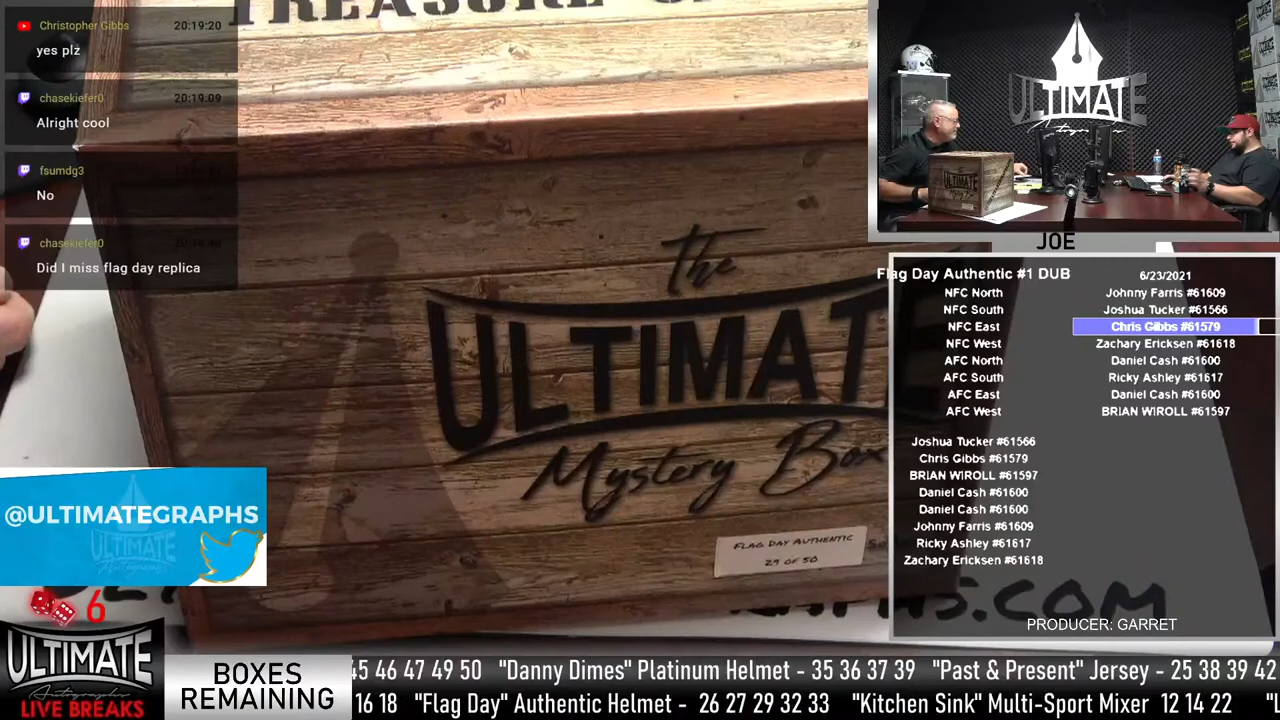 Christopher Gibbs 20:19:20
yes plz
chasekiefer0 20:19:09
Alright cool
fsumdg3
No
chasekiefer0
Did I miss flag day replica
the
ULTIMATE
Mystery Box
FLAG DAY AUTHENTIC
29 OF 50
ULTIMATE
ULTIMATE
JOE
Flag Day Authentic #1 DUB 6/23/2021
NFC North Johnny Farris #61609
NFC South Joshua Tucker #61566
NFC East Chris Gibbs #61579
NFC West Zachary Ericksen #61618
AFC North Daniel Cash #61600
AFC South Ricky Ashley #61617
AFC East Daniel Cash #61600
AFC West BRIAN WIROLL #61597
Joshua Tucker #61566
Chris Gibbs #61579
BRIAN WIROLL #61597
Daniel Cash #61600
Daniel Cash #61600
Johnny Farris #61609
Ricky Ashley #61617
Zachary Ericksen #61618
PRODUCER: GARRET
@ULTIMATEGRAPHS
ULTIMATE
Autographs
6
ULTIMATE
Autographs
LIVE BREAKS
BOXES
REMAINING
45 46 47 49 50 "Danny Dimes" Platinum Helmet - 35 36 37 39 "Past & Present" Jersey - 25 38 39 42
16 18 "Flag Day" Authentic Helmet - 26 27 29 32 33 "Kitchen Sink" Multi-Sport Mixer 12 14 22